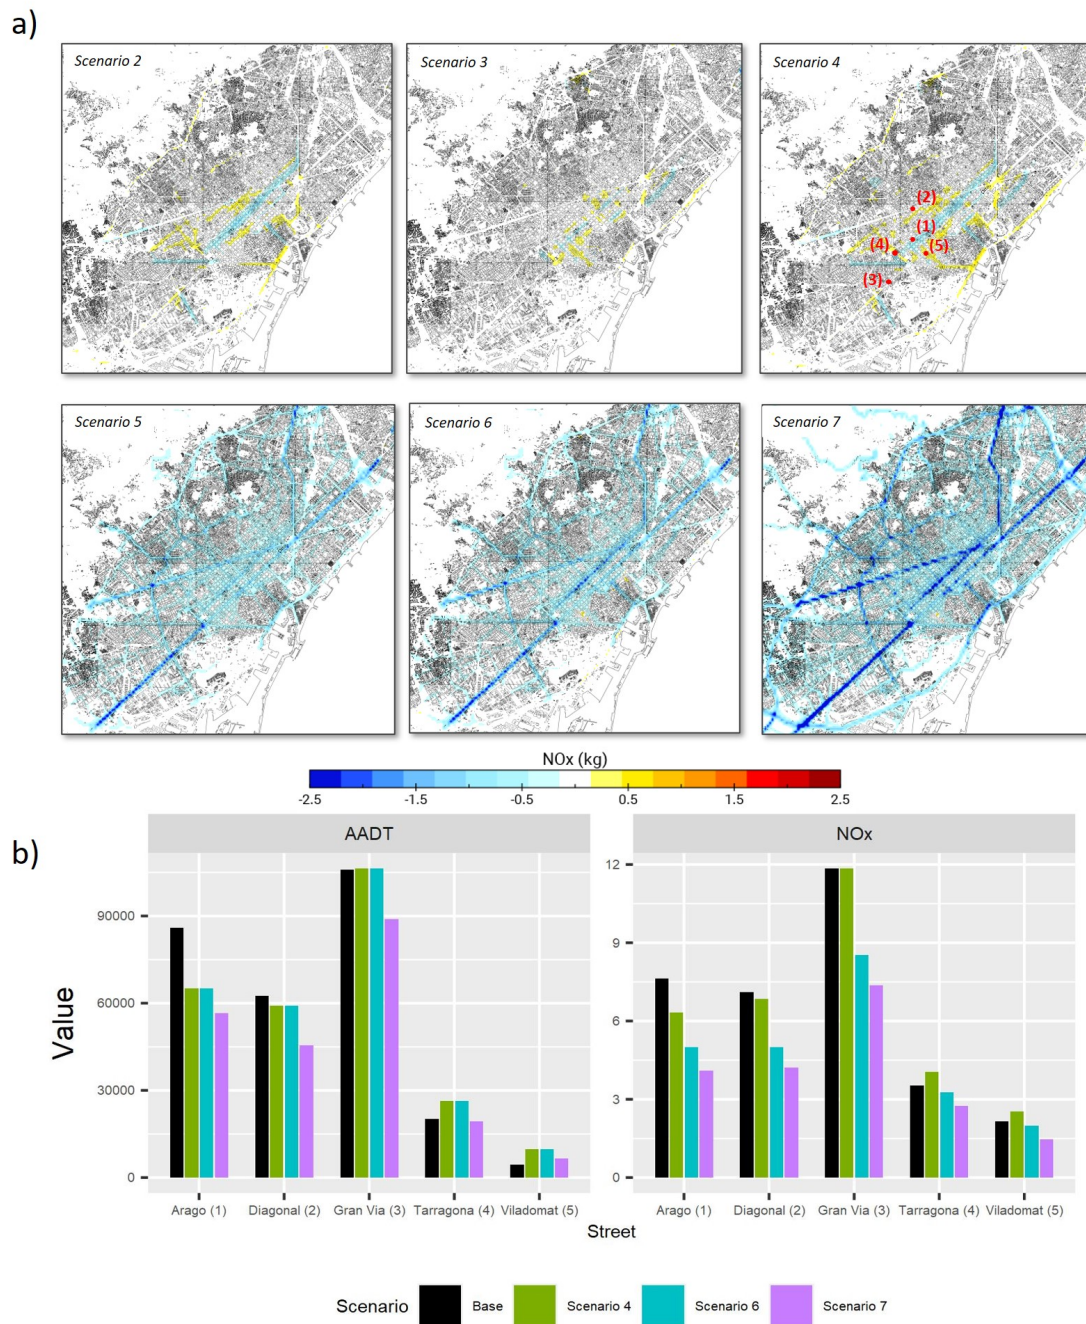 a)
Scenario 2
Scenario 3
Scenario 4
(2)
(1)
(4)
(5)
(3)
Scenario 5
Scenario 6
Scenario 7
NOx (kg)
-2.5 -1.5 -0.5 0.5 1.5 2.5
b)
AADT
NOx
Value
90000
60000
30000
0
12
9
6
3
0
Arago (1) Diagonal (2) Gran Via (3) Tarragona (4) Viladomat (5)
Arago (1) Diagonal (2) Gran Via (3) Tarragona (4) Viladomat (5)
Street
Scenario Base Scenario 4 Scenario 6 Scenario 7